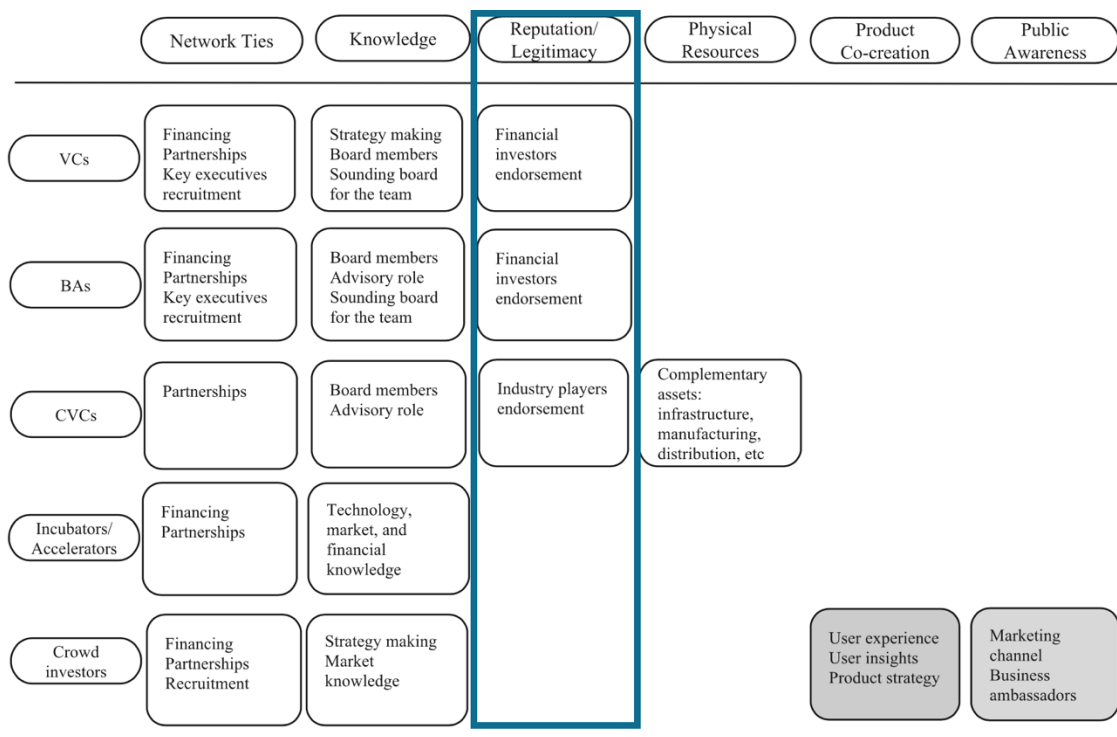 Network Ties
Knowledge
Reputation/
Legitimacy
Physical
Resources
Product
Co-creation
Public
Awareness
VCs
Financing
Partnerships
Key executives
recruitment
Strategy making
Board members
Sounding board
for the team
Financial
investors
endorsement
BAs
Financing
Partnerships
Key executives
recruitment
Board members
Advisory role
Sounding board
for the team
Financial
investors
endorsement
CVCs
Partnerships
Board members
Advisory role
Industry players
endorsement
Complementary
assets:
infrastructure,
manufacturing,
distribution, etc
Incubators/
Accelerators
Financing
Partnerships
Technology,
market, and
financial
knowledge
Crowd
investors
Financing
Partnerships
Recruitment
Strategy making
Market
knowledge
User experience
User insights
Product strategy
Marketing
channel
Business
ambassadors